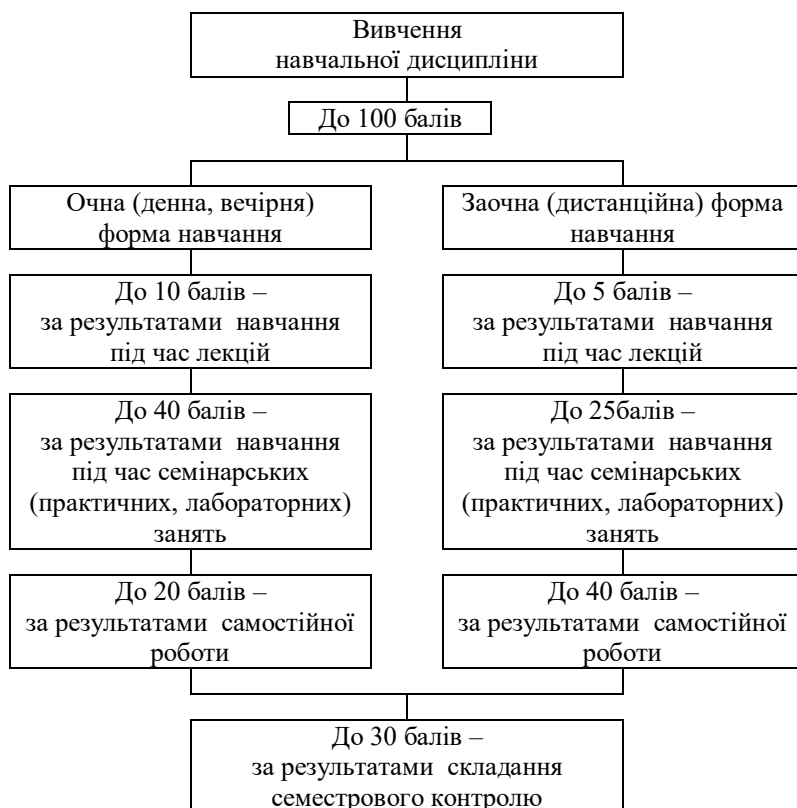 Вивчення
навчальної дисципліни
До 100 балів
Очна (денна, вечірня)
форма навчання
Заочна (дистанційна) форма
навчання
До 10 балів –
за результатами навчання
під час лекцій
До 5 балів –
за результатами навчання
під час лекцій
До 40 балів –
за результатами навчання
під час семінарських
(практичних, лабораторних)
занять
До 25балів –
за результатами навчання
під час семінарських
(практичних, лабораторних)
занять
До 20 балів –
за результатами самостійної
роботи
До 40 балів –
за результатами самостійної
роботи
До 30 балів –
за результатами складання
семестрового контролю